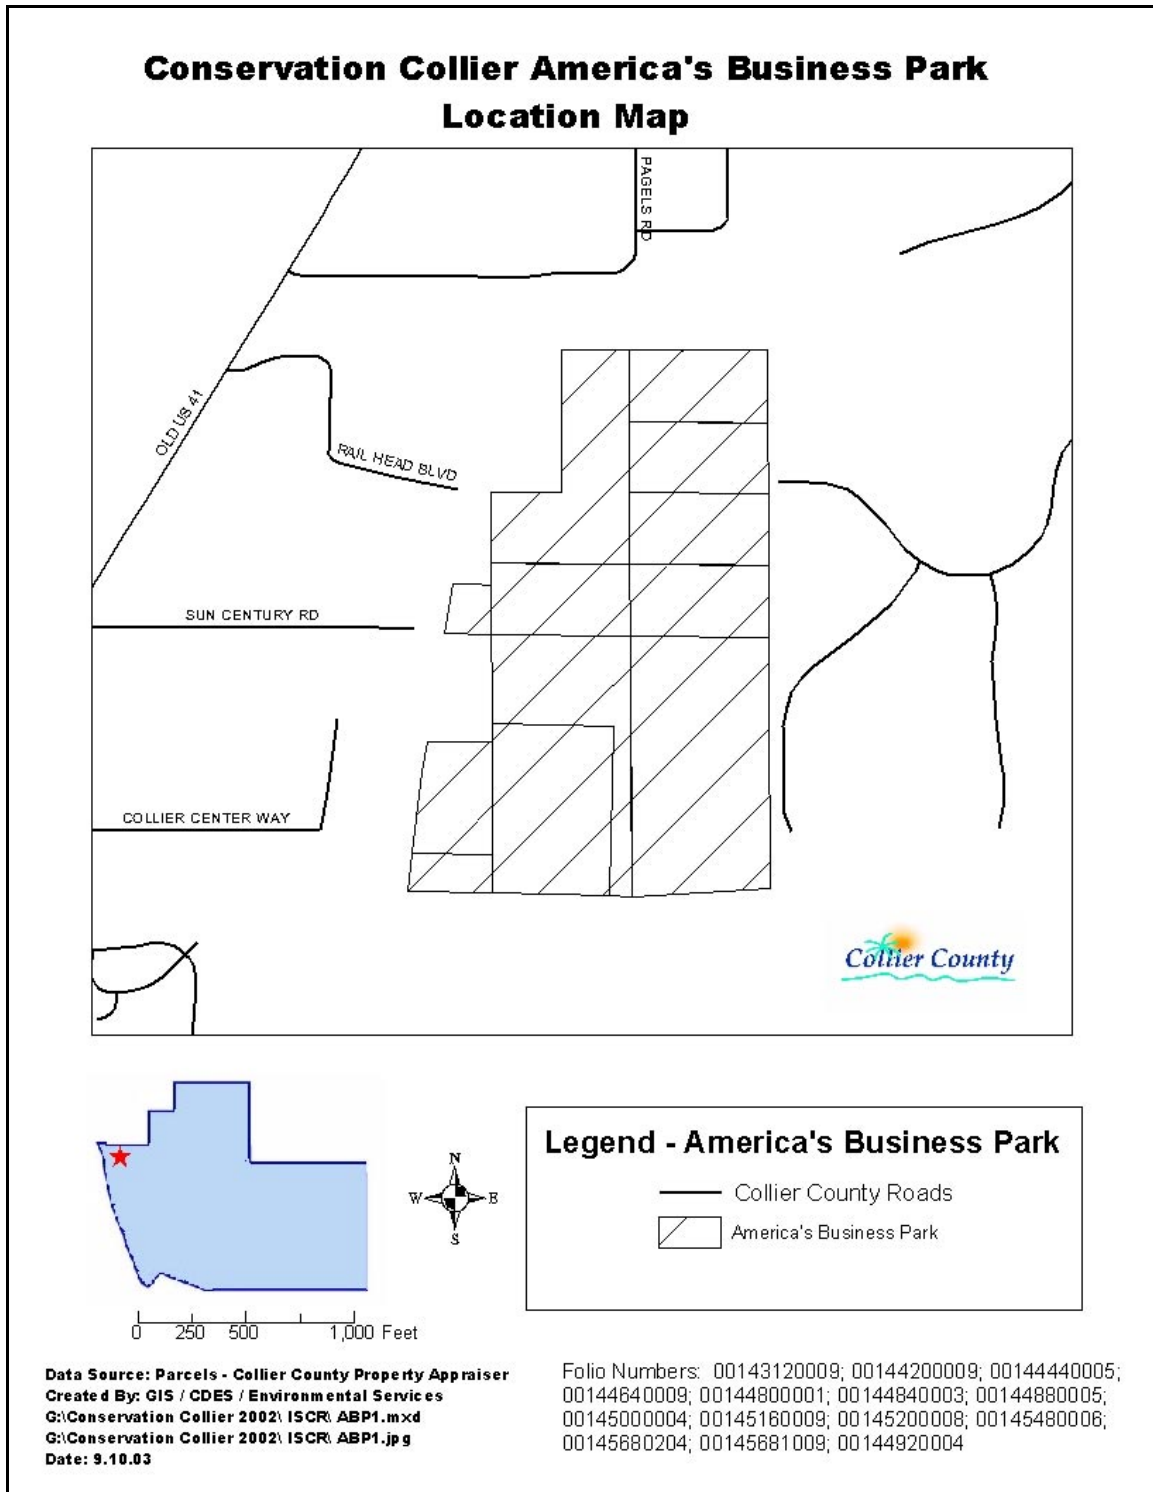 Conservation Collier America's Business Park
Location Map
PAGELS RD
OLD US 41
RAIL HEAD BLVD
SUN CENTURY RD
COLLIER CENTER WAY
Collier County
Legend - America's Business Park
Collier County Roads
America's Business Park
N
W
E
S
0 250 500 1,000 Feet
Data Source: Parcels - Collier County Property Appraiser
Created By: GIS / CDES / Environmental Services
G:\Conservation Collier 2002\ ISCR\ ABP1.mxd
G:\Conservation Collier 2002\ ISCR\ ABP1.jpg
Date: 9.10.03
Folio Numbers: 00143120009; 00144200009; 00144440005;
00144640009; 00144800001; 00144840003; 00144880005;
00145000004; 00145160009; 00145200008; 00145480006;
00145680204; 00145681009; 00144920004